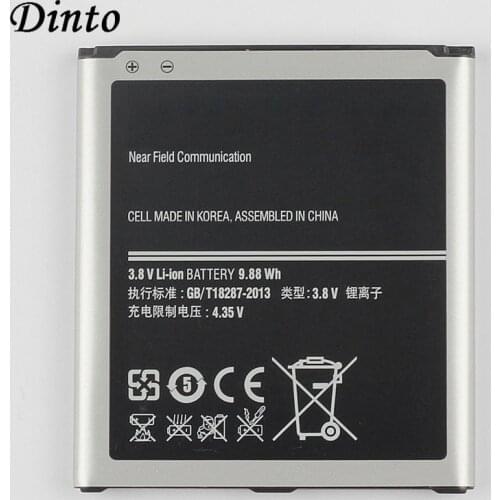 Dinto
Near Field Communication
CELL MADE IN KOREA, ASSEMBLED IN CHINA
3.8 V Li-ion BATTERY 9.88 Wh
执行标准 : GB/T18287-2013 类型: 3.8 V 锂离子
充电限制电压 : 4.35 V
5 CE